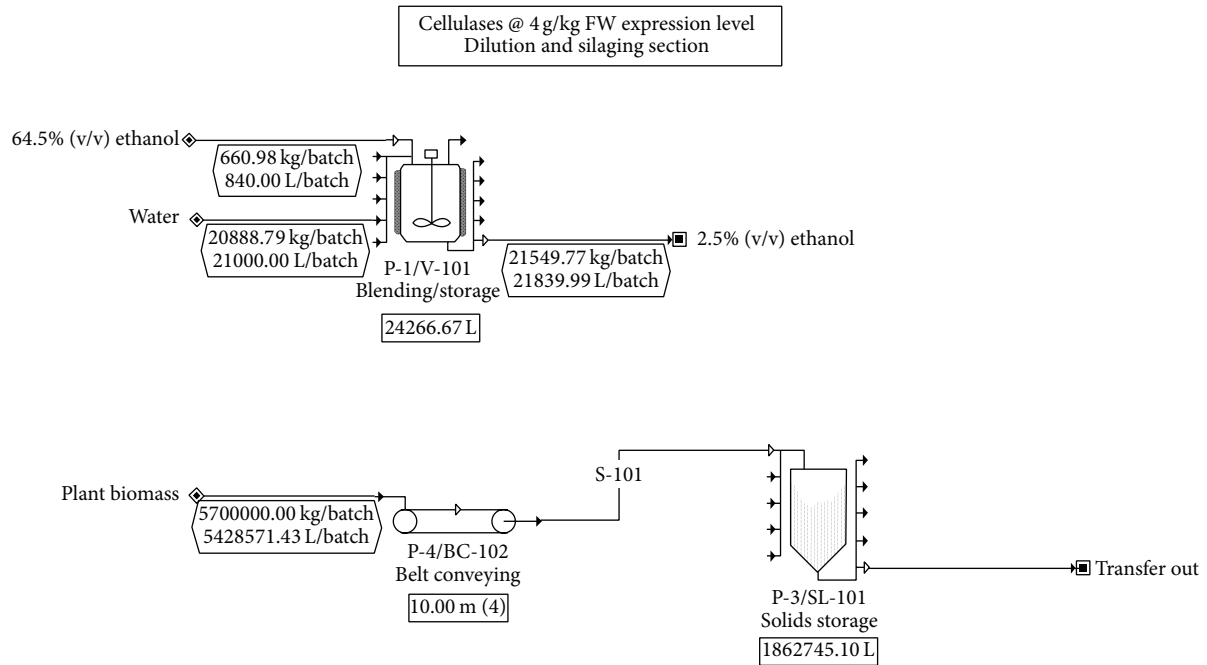 Cellulases @ 4 g/kg FW expression level
Dilution and silaging section
64.5% (v/v) ethanol
660.98 kg/batch
840.00 L/batch
Water
20888.79 kg/batch
21000.00 L/batch
P-1/V-101
Blending/storage
24266.67 L
21549.77 kg/batch
21839.99 L/batch
2.5% (v/v) ethanol
Plant biomass
5700000.00 kg/batch
5428571.43 L/batch
P-4/BC-102
Belt conveying
10.00 m (4)
S-101
P-3/SL-101
Solids storage
1862745.10 L
Transfer out